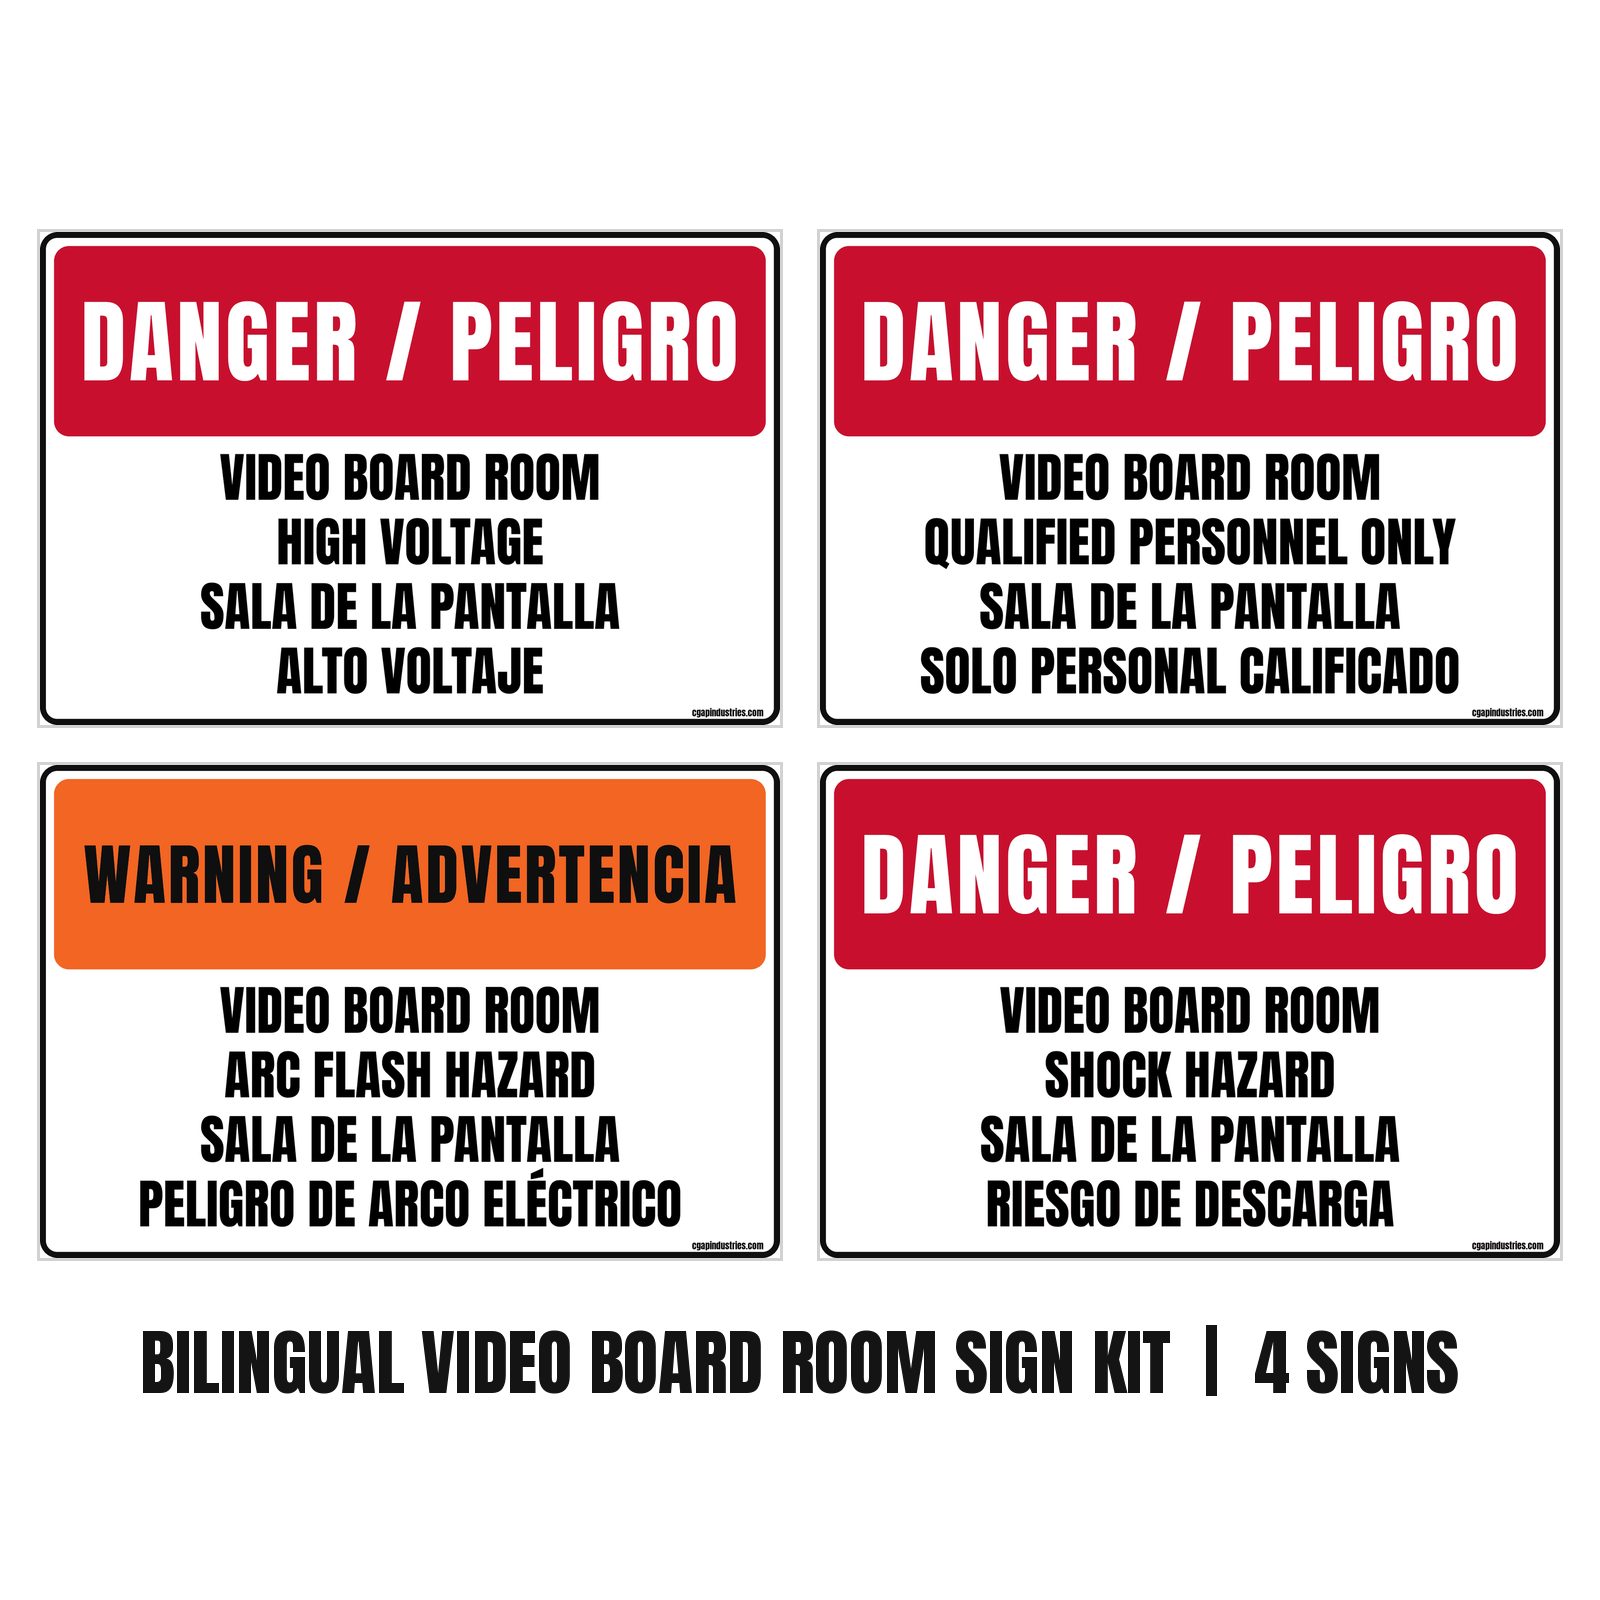 DANGER / PELIGRO
VIDEO BOARD ROOM
HIGH VOLTAGE
SALA DE LA PANTALLA
ALTO VOLTAJE
cgapindustries.com
DANGER / PELIGRO
VIDEO BOARD ROOM
QUALIFIED PERSONNEL ONLY
SALA DE LA PANTALLA
SOLO PERSONAL CALIFICADO
cgapindustries.com
WARNING / ADVERTENCIA
VIDEO BOARD ROOM
ARC FLASH HAZARD
SALA DE LA PANTALLA
PELIGRO DE ARCO ELÉCTRICO
cgapindustries.com
DANGER / PELIGRO
VIDEO BOARD ROOM
SHOCK HAZARD
SALA DE LA PANTALLA
RIESGO DE DESCARGA
cgapindustries.com
BILINGUAL VIDEO BOARD ROOM SIGN KIT | 4 SIGNS